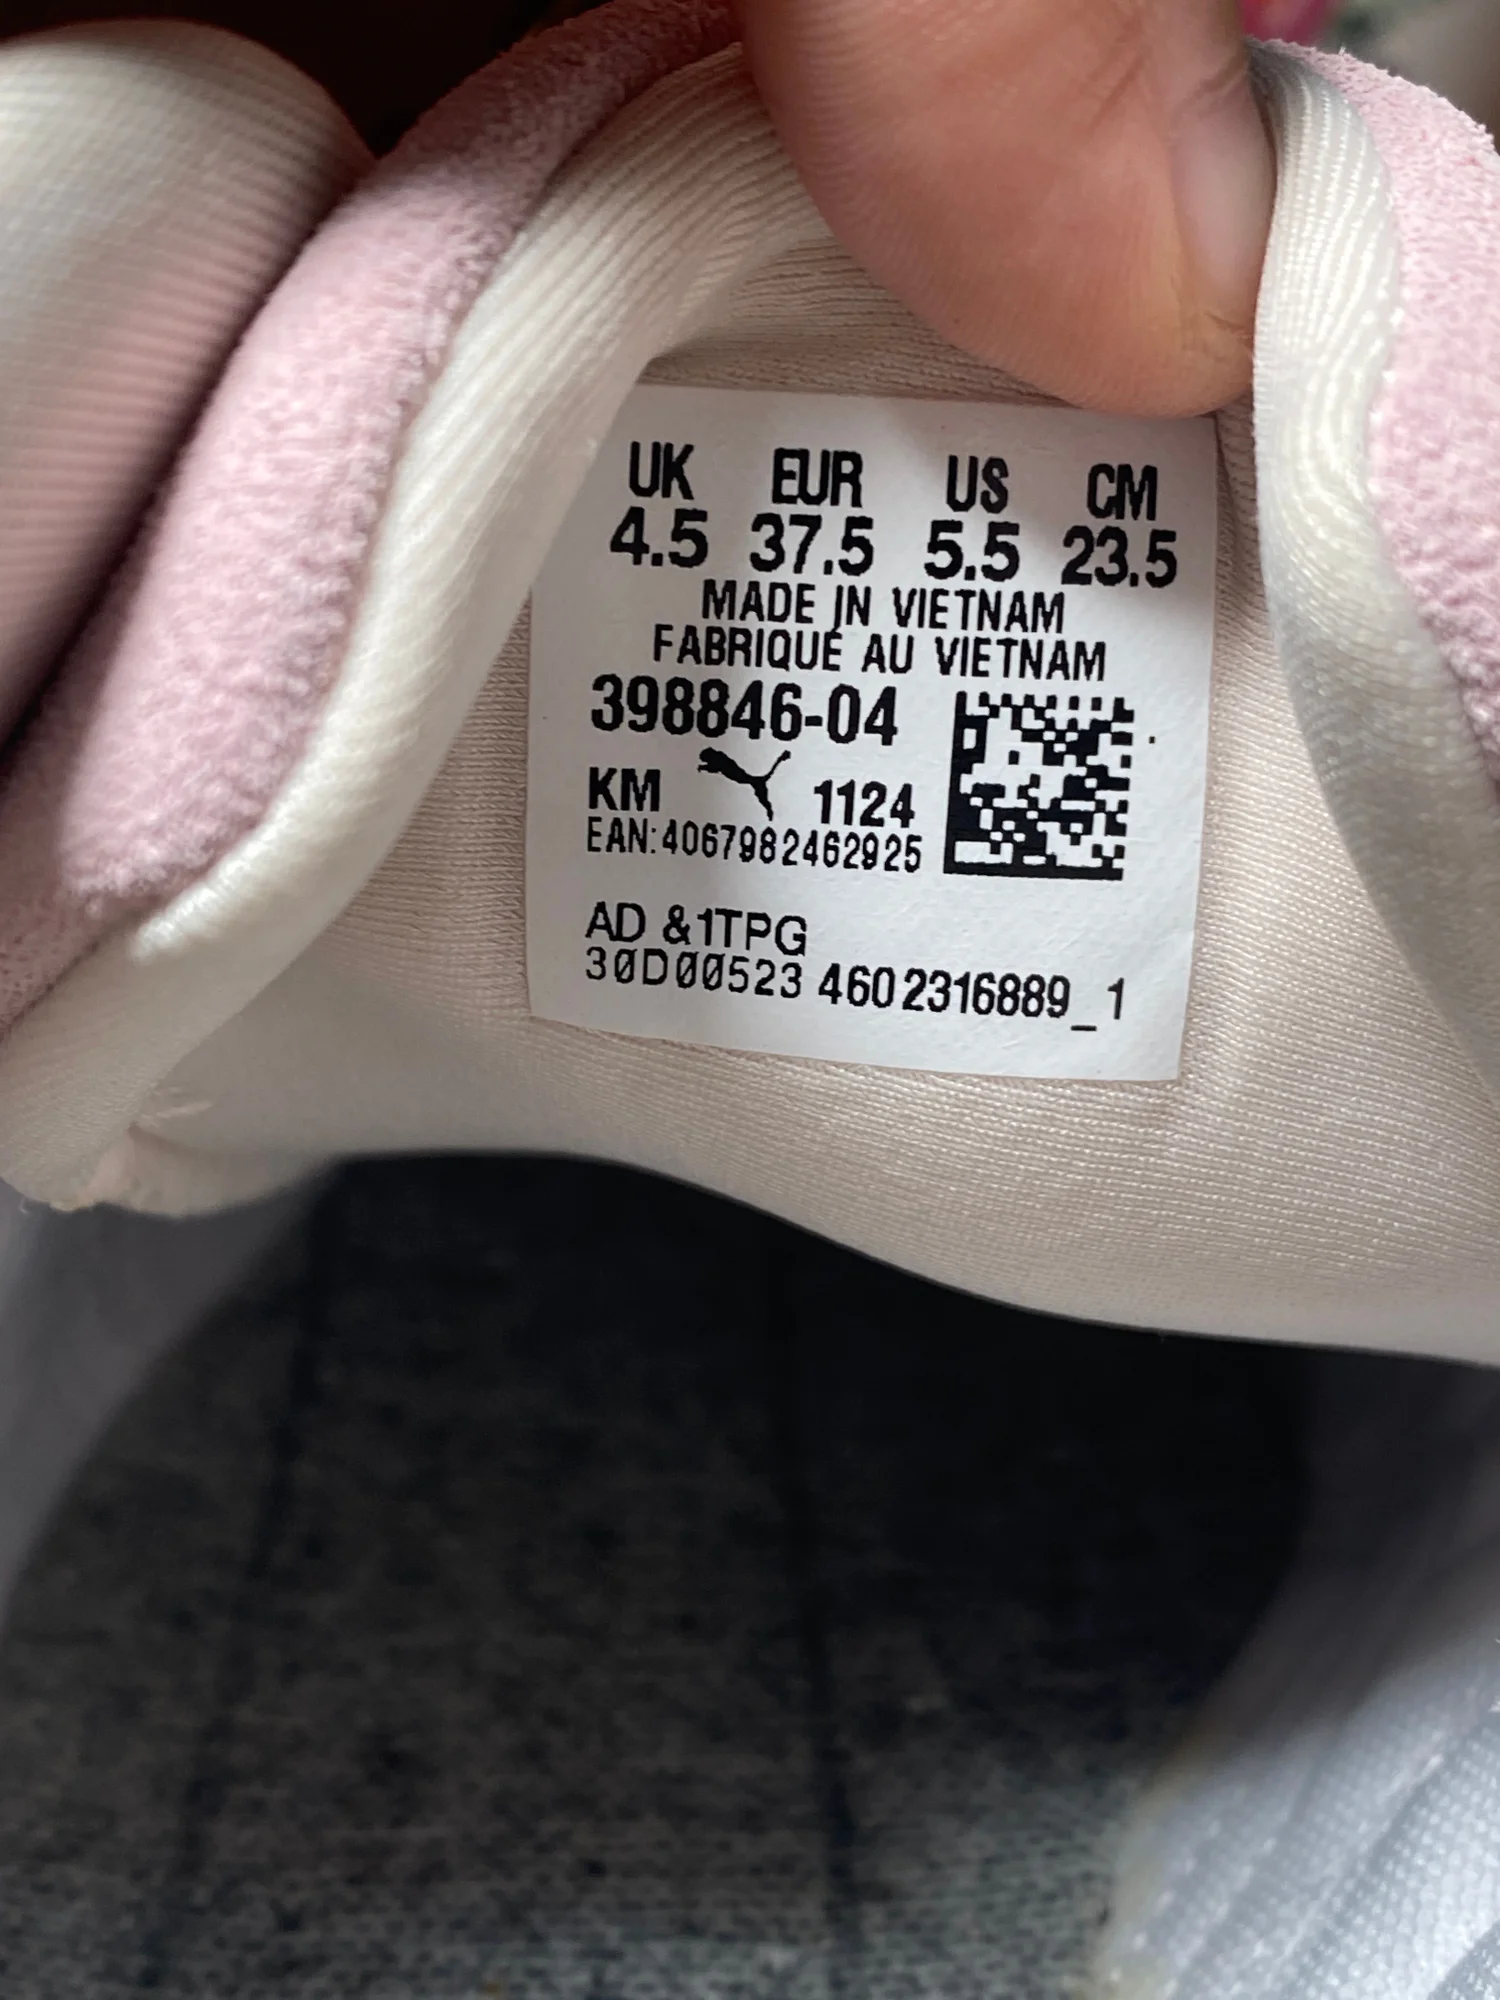 UK EUR US CM
4.5 37.5 5.5 23.5
MADE IN VIETNAM
FABRIQUÉ AU VIETNAM
398846-04
KM 1124
EAN:4067982462925
AD &1TPG
30D00523 4602316889_1